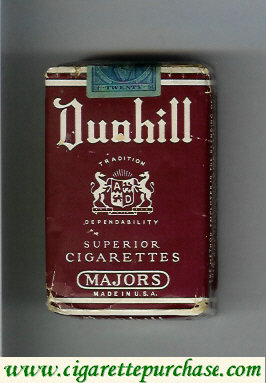 TWENTY
Dunhill
TRADITION
A D
DEPENDABILITY
SUPERIOR
CIGARETTES
MAJORS
MADE IN U.S.A.
www.cigarettepurchase.com